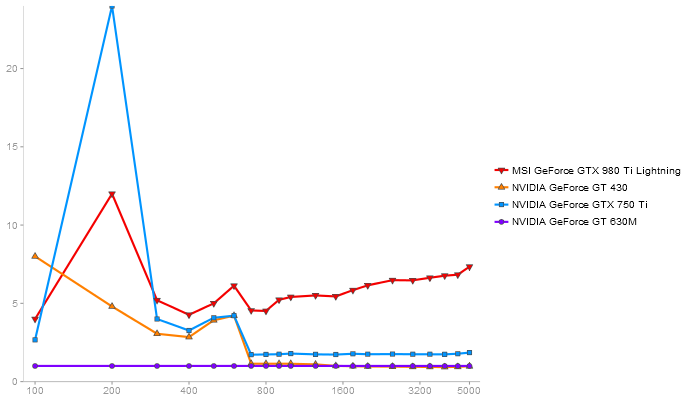 20
15
10
5
0
100 200 400 800 1600 3200 5000
MSI GeForce GTX 980 Ti Lightning
NVIDIA GeForce GT 430
NVIDIA GeForce GTX 750 Ti
NVIDIA GeForce GT 630M